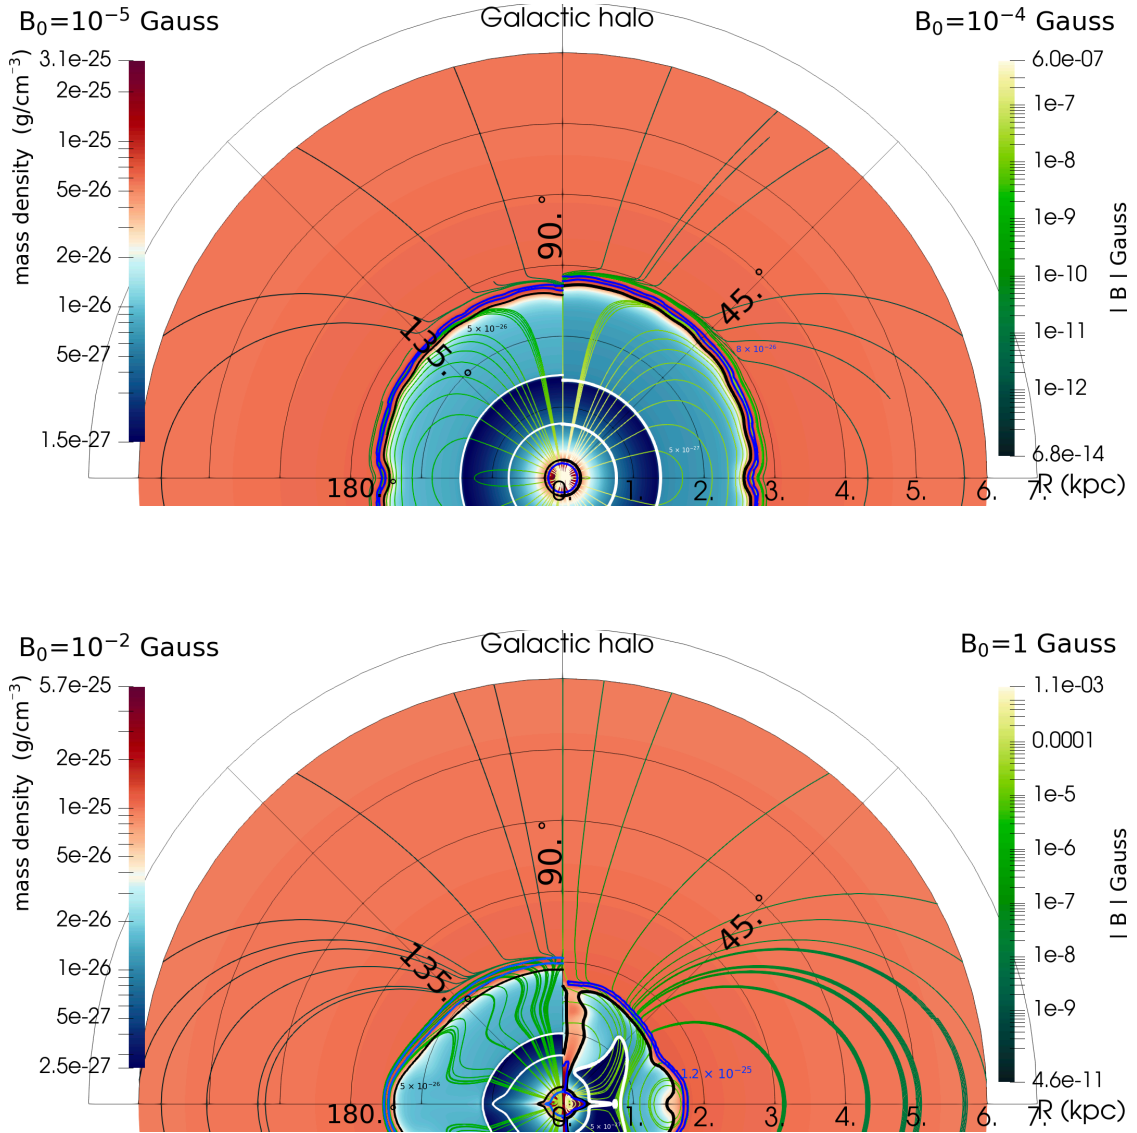 B₀=10⁻⁵ Gauss
Galactic halo
B₀=10⁻⁴ Gauss
mass density (g/cm⁻³)
3.1e-25
2e-25
1e-25
5e-26
2e-26
1e-26
5e-27
1.5e-27
6.0e-07
1e-7
1e-8
1e-9
1e-10
1e-11
1e-12
6.8e-14
| B | Gauss
90.°
45.°
135.°
180.°
5 × 10⁻²⁶
8 × 10⁻²⁶
5 × 10⁻²⁷
0. 1. 2. 3. 4. 5. 6. 7. R (kpc)
B₀=10⁻² Gauss
Galactic halo
B₀=1 Gauss
mass density (g/cm⁻³)
5.7e-25
2e-25
1e-25
5e-26
2e-26
1e-26
5e-27
2.5e-27
1.1e-03
0.0001
1e-5
1e-6
1e-7
1e-8
1e-9
4.6e-11
| B | Gauss
90.°
45.°
135.°
180.°
5 × 10⁻²⁶
1.2 × 10⁻²⁵
0. 1. 2. 3. 4. 5. 6. 7. R (kpc)